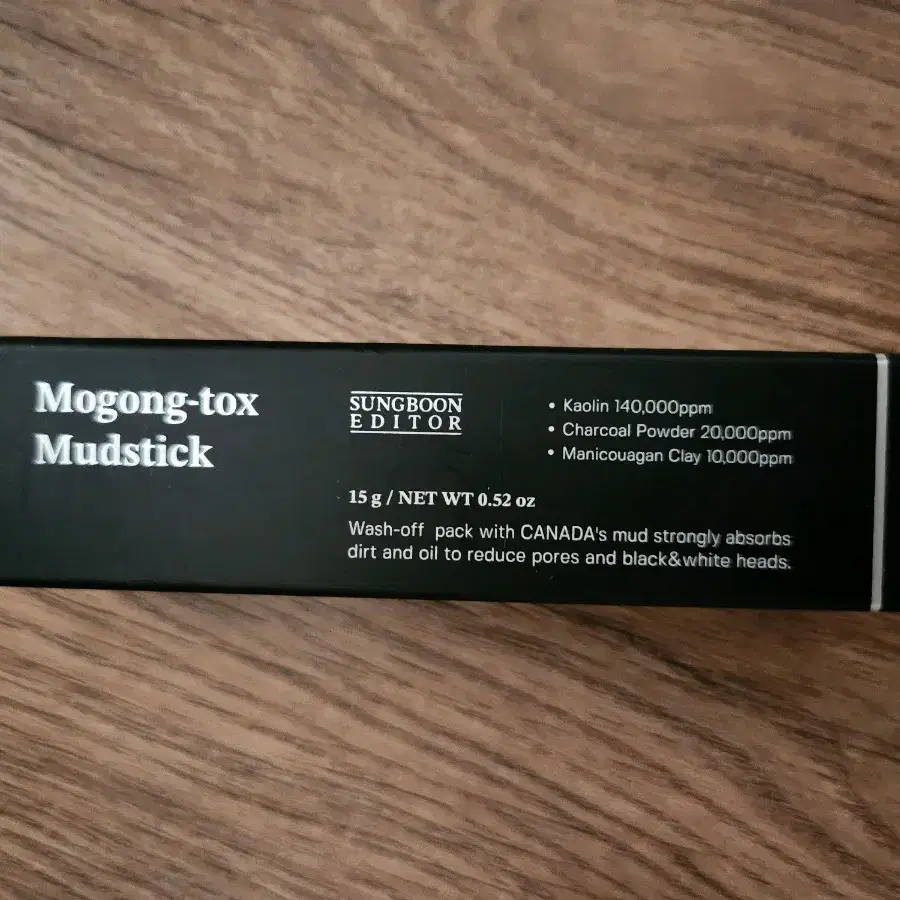 Mogong-tox
Mudstick
SUNGBOON
EDITOR
• Kaolin 140,000ppm
• Charcoal Powder 20,000ppm
• Manicouagan Clay 10,000ppm
15 g / NET WT 0.52 oz
Wash-off pack with CANADA's mud strongly absorbs
dirt and oil to reduce pores and black&white heads.